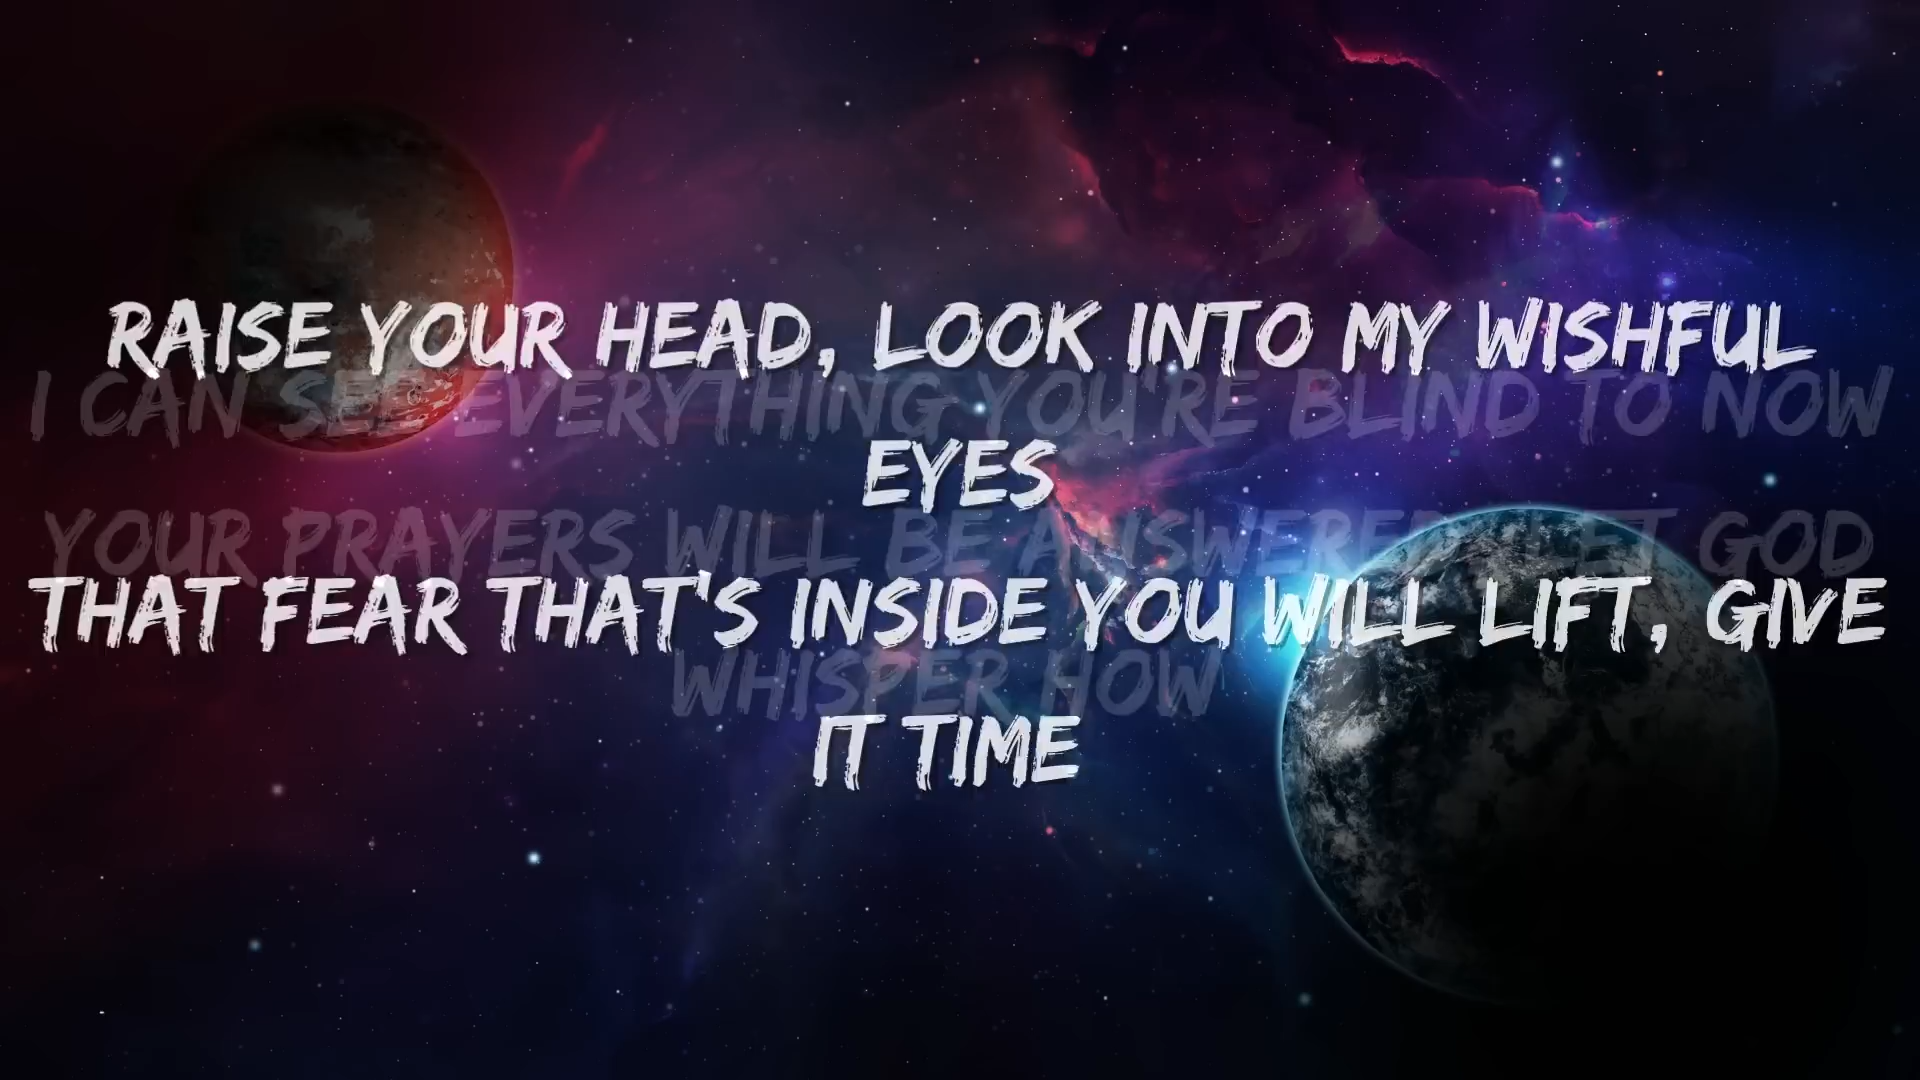 RAISE YOUR HEAD, LOOK INTO MY WISHFUL
I CAN SEE EVERYTHING YOU'RE BLIND TO NOW
EYES
YOUR PRAYERS WILL BE ANSWERED, LET GOD
THAT FEAR THAT'S INSIDE YOU WILL LIFT, GIVE
WHISPER HOW
IT TIME